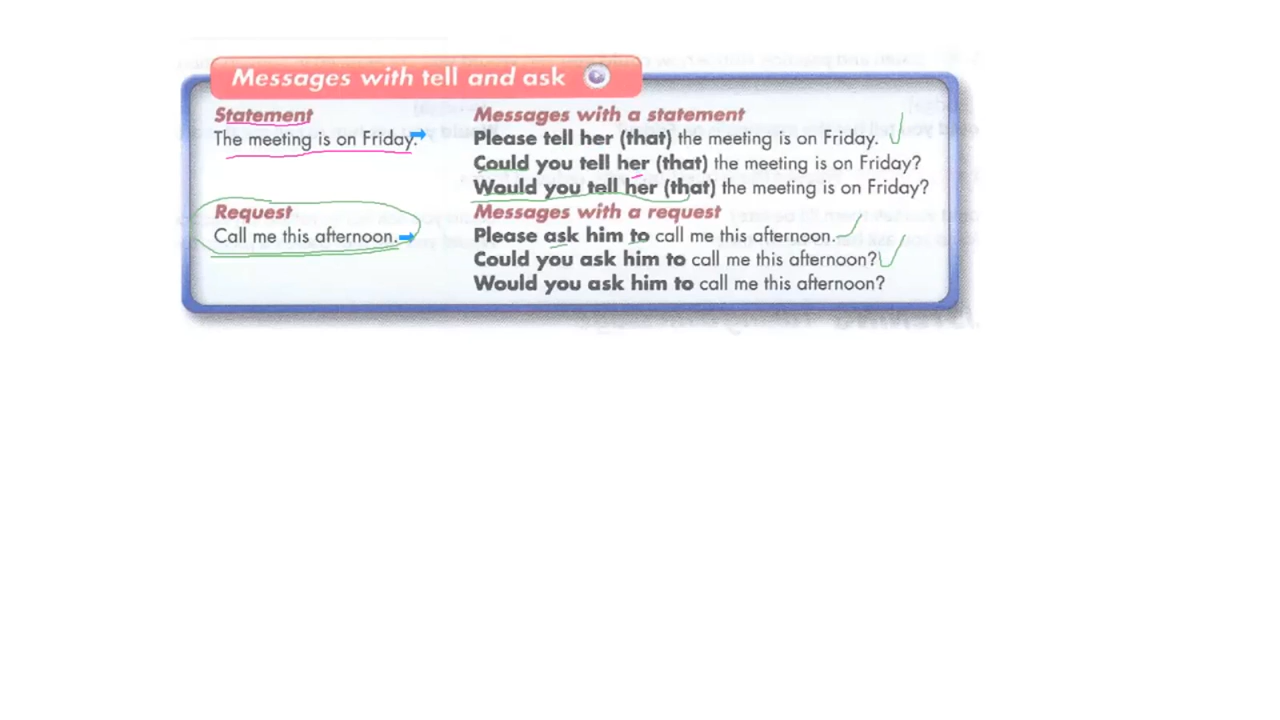 Messages with tell and ask
Statement
The meeting is on Friday.
Messages with a statement
Please tell her (that) the meeting is on Friday.
Could you tell her (that) the meeting is on Friday?
Would you tell her (that) the meeting is on Friday?
Request
Call me this afternoon.
Messages with a request
Please ask him to call me this afternoon.
Could you ask him to call me this afternoon?
Would you ask him to call me this afternoon?